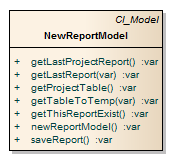 CI_Model
NewReportModel
+ getLastProjectReport() :var
+ getLastReport(var) :var
+ getProjectTable() :var
+ getTableToTemp(var) :var
+ getThisReportExist() :var
+ newReportModel() :var
+ saveReport() :var